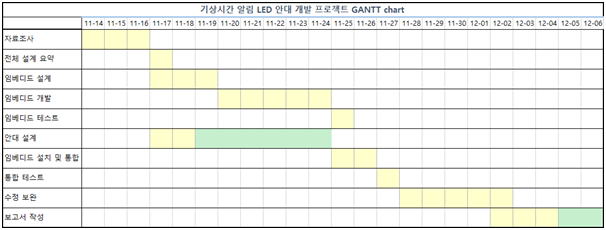 기상시간 알림 LED 안대 개발 프로젝트 GANTT chart
11-14 11-15 11-16 11-17 11-18 11-19 11-20 11-21 11-22 11-23 11-24 11-25 11-26 11-27 11-28 11-29 11-30 12-01 12-02 12-03 12-04 12-05 12-06
자료조사
전체 설계 요약
임베디드 설계
임베디드 개발
임베디드 테스트
안대 설계
임베디드 설치 및 통합
통합 테스트
수정 보완
보고서 작성